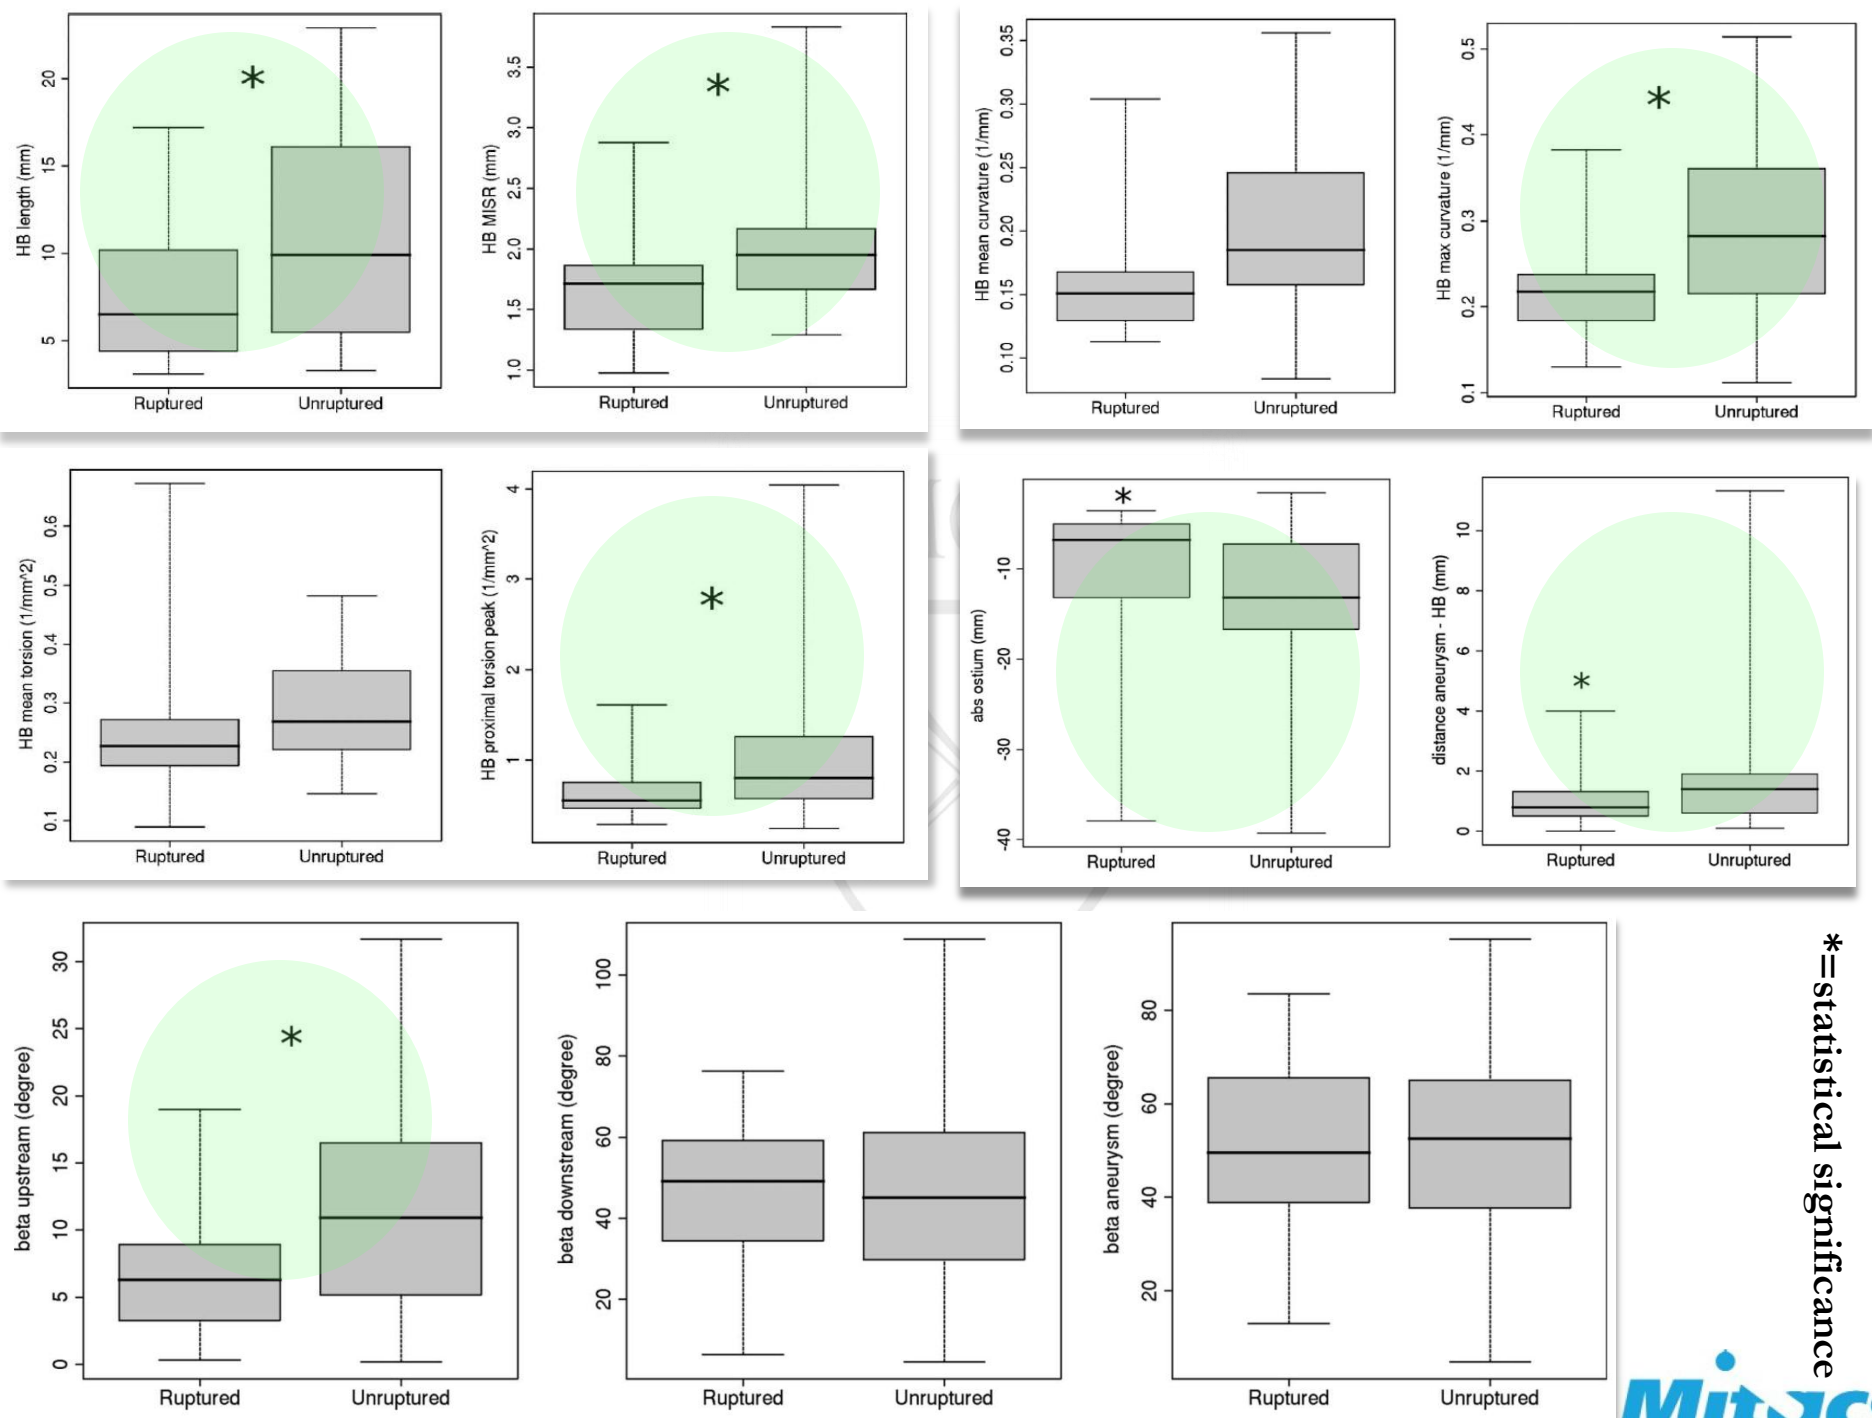 HB length (mm)
5
10
15
20
*
Ruptured
Unruptured
HB MISR (mm)
1.0
1.5
2.0
2.5
3.0
3.5
*
Ruptured
Unruptured
HB mean curvature (1/mm)
0.10
0.15
0.20
0.25
0.30
0.35
Ruptured
Unruptured
HB max curvature (1/mm)
0.1
0.2
0.3
0.4
0.5
*
Ruptured
Unruptured
HB mean torsion (1/mm^2)
0.1
0.2
0.3
0.4
0.5
0.6
Ruptured
Unruptured
HB proximal torsion peak (1/mm^2)
1
2
3
4
*
Ruptured
Unruptured
abs ostium (mm)
-40
-30
-20
-10
*
Ruptured
Unruptured
distance aneurysm - HB (mm)
0
2
4
6
8
10
*
Ruptured
Unruptured
beta upstream (degree)
0
5
10
15
20
25
30
*
Ruptured
Unruptured
beta downstream (degree)
20
40
60
80
100
Ruptured
Unruptured
beta aneurysm (degree)
20
40
60
80
Ruptured
Unruptured
*=statistical significance